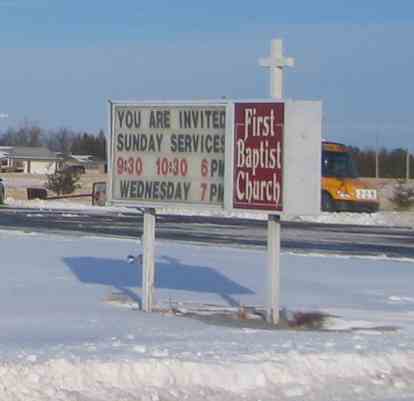 YOU ARE INVITED
SUNDAY SERVICES
9:30 10:30 6 PM
WEDNESDAY 7 PM
First
Baptist
Church